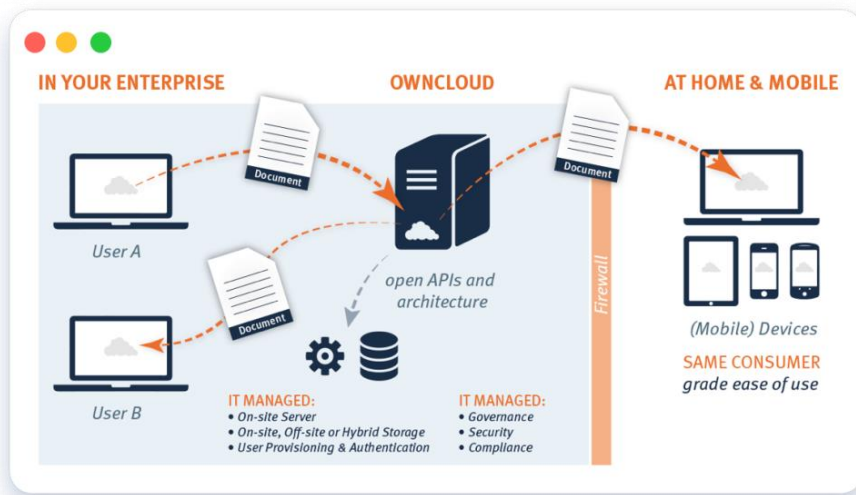 IN YOUR ENTERPRISE
OWNCLOUD
AT HOME & MOBILE
Document
Document
User A
open APIs and
architecture
Document
User B
Firewall
(Mobile) Devices
SAME CONSUMER
grade ease of use
IT MANAGED:
• On-site Server
• On-site, Off-site or Hybrid Storage
• User Provisioning & Authentication
IT MANAGED:
• Governance
• Security
• Compliance